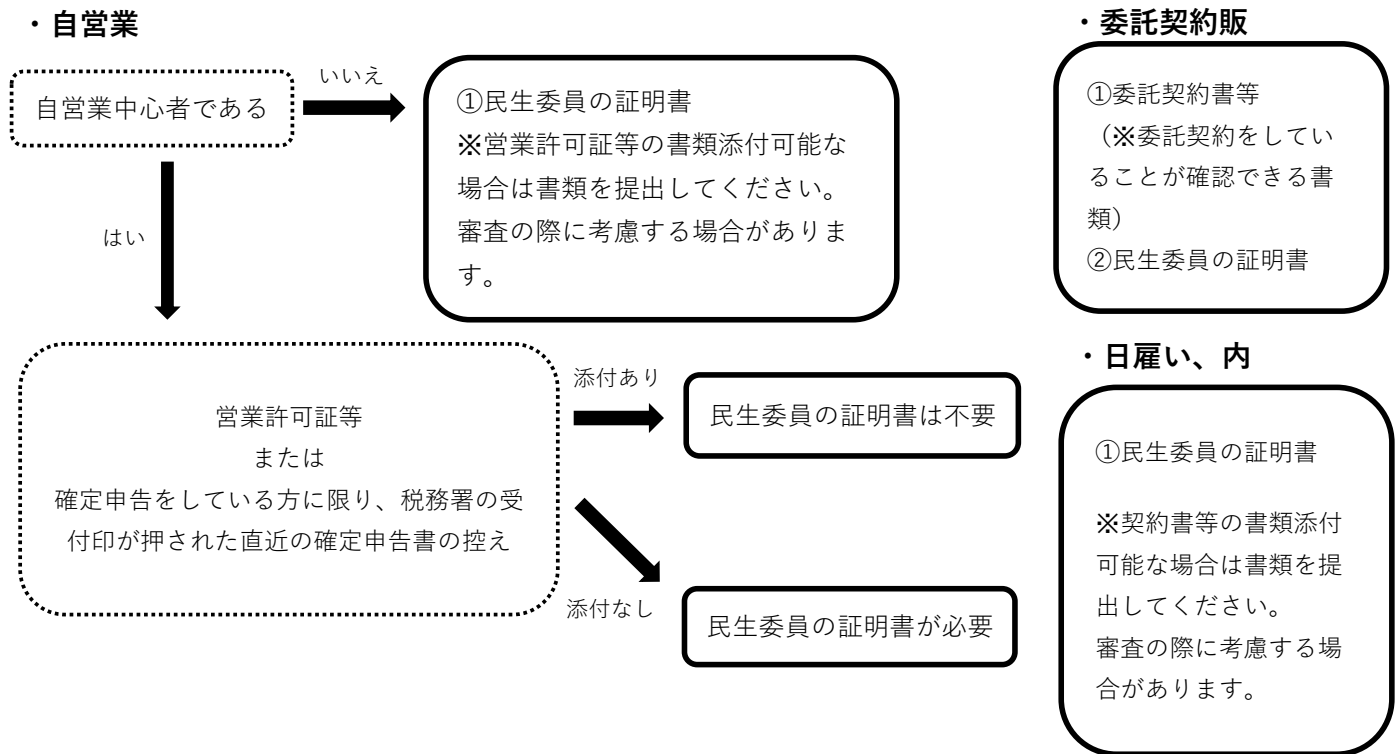 ・自営業
自営業中心者である
いいえ
①民生委員の証明書
※営業許可証等の書類添付可能な
場合は書類を提出してください。
審査の際に考慮する場合がありま
す。
はい
営業許可証等
または
確定申告をしている方に限り、税務署の受
付印が押された直近の確定申告書の控え
添付あり
民生委員の証明書は不要
添付なし
民生委員の証明書が必要
・委託契約販
①委託契約書等
（※委託契約をしてい
ることが確認できる書
類）
②民生委員の証明書
・日雇い、内
①民生委員の証明書
※契約書等の書類添付
可能な場合は書類を提
出してください。
審査の際に考慮する場
合があります。